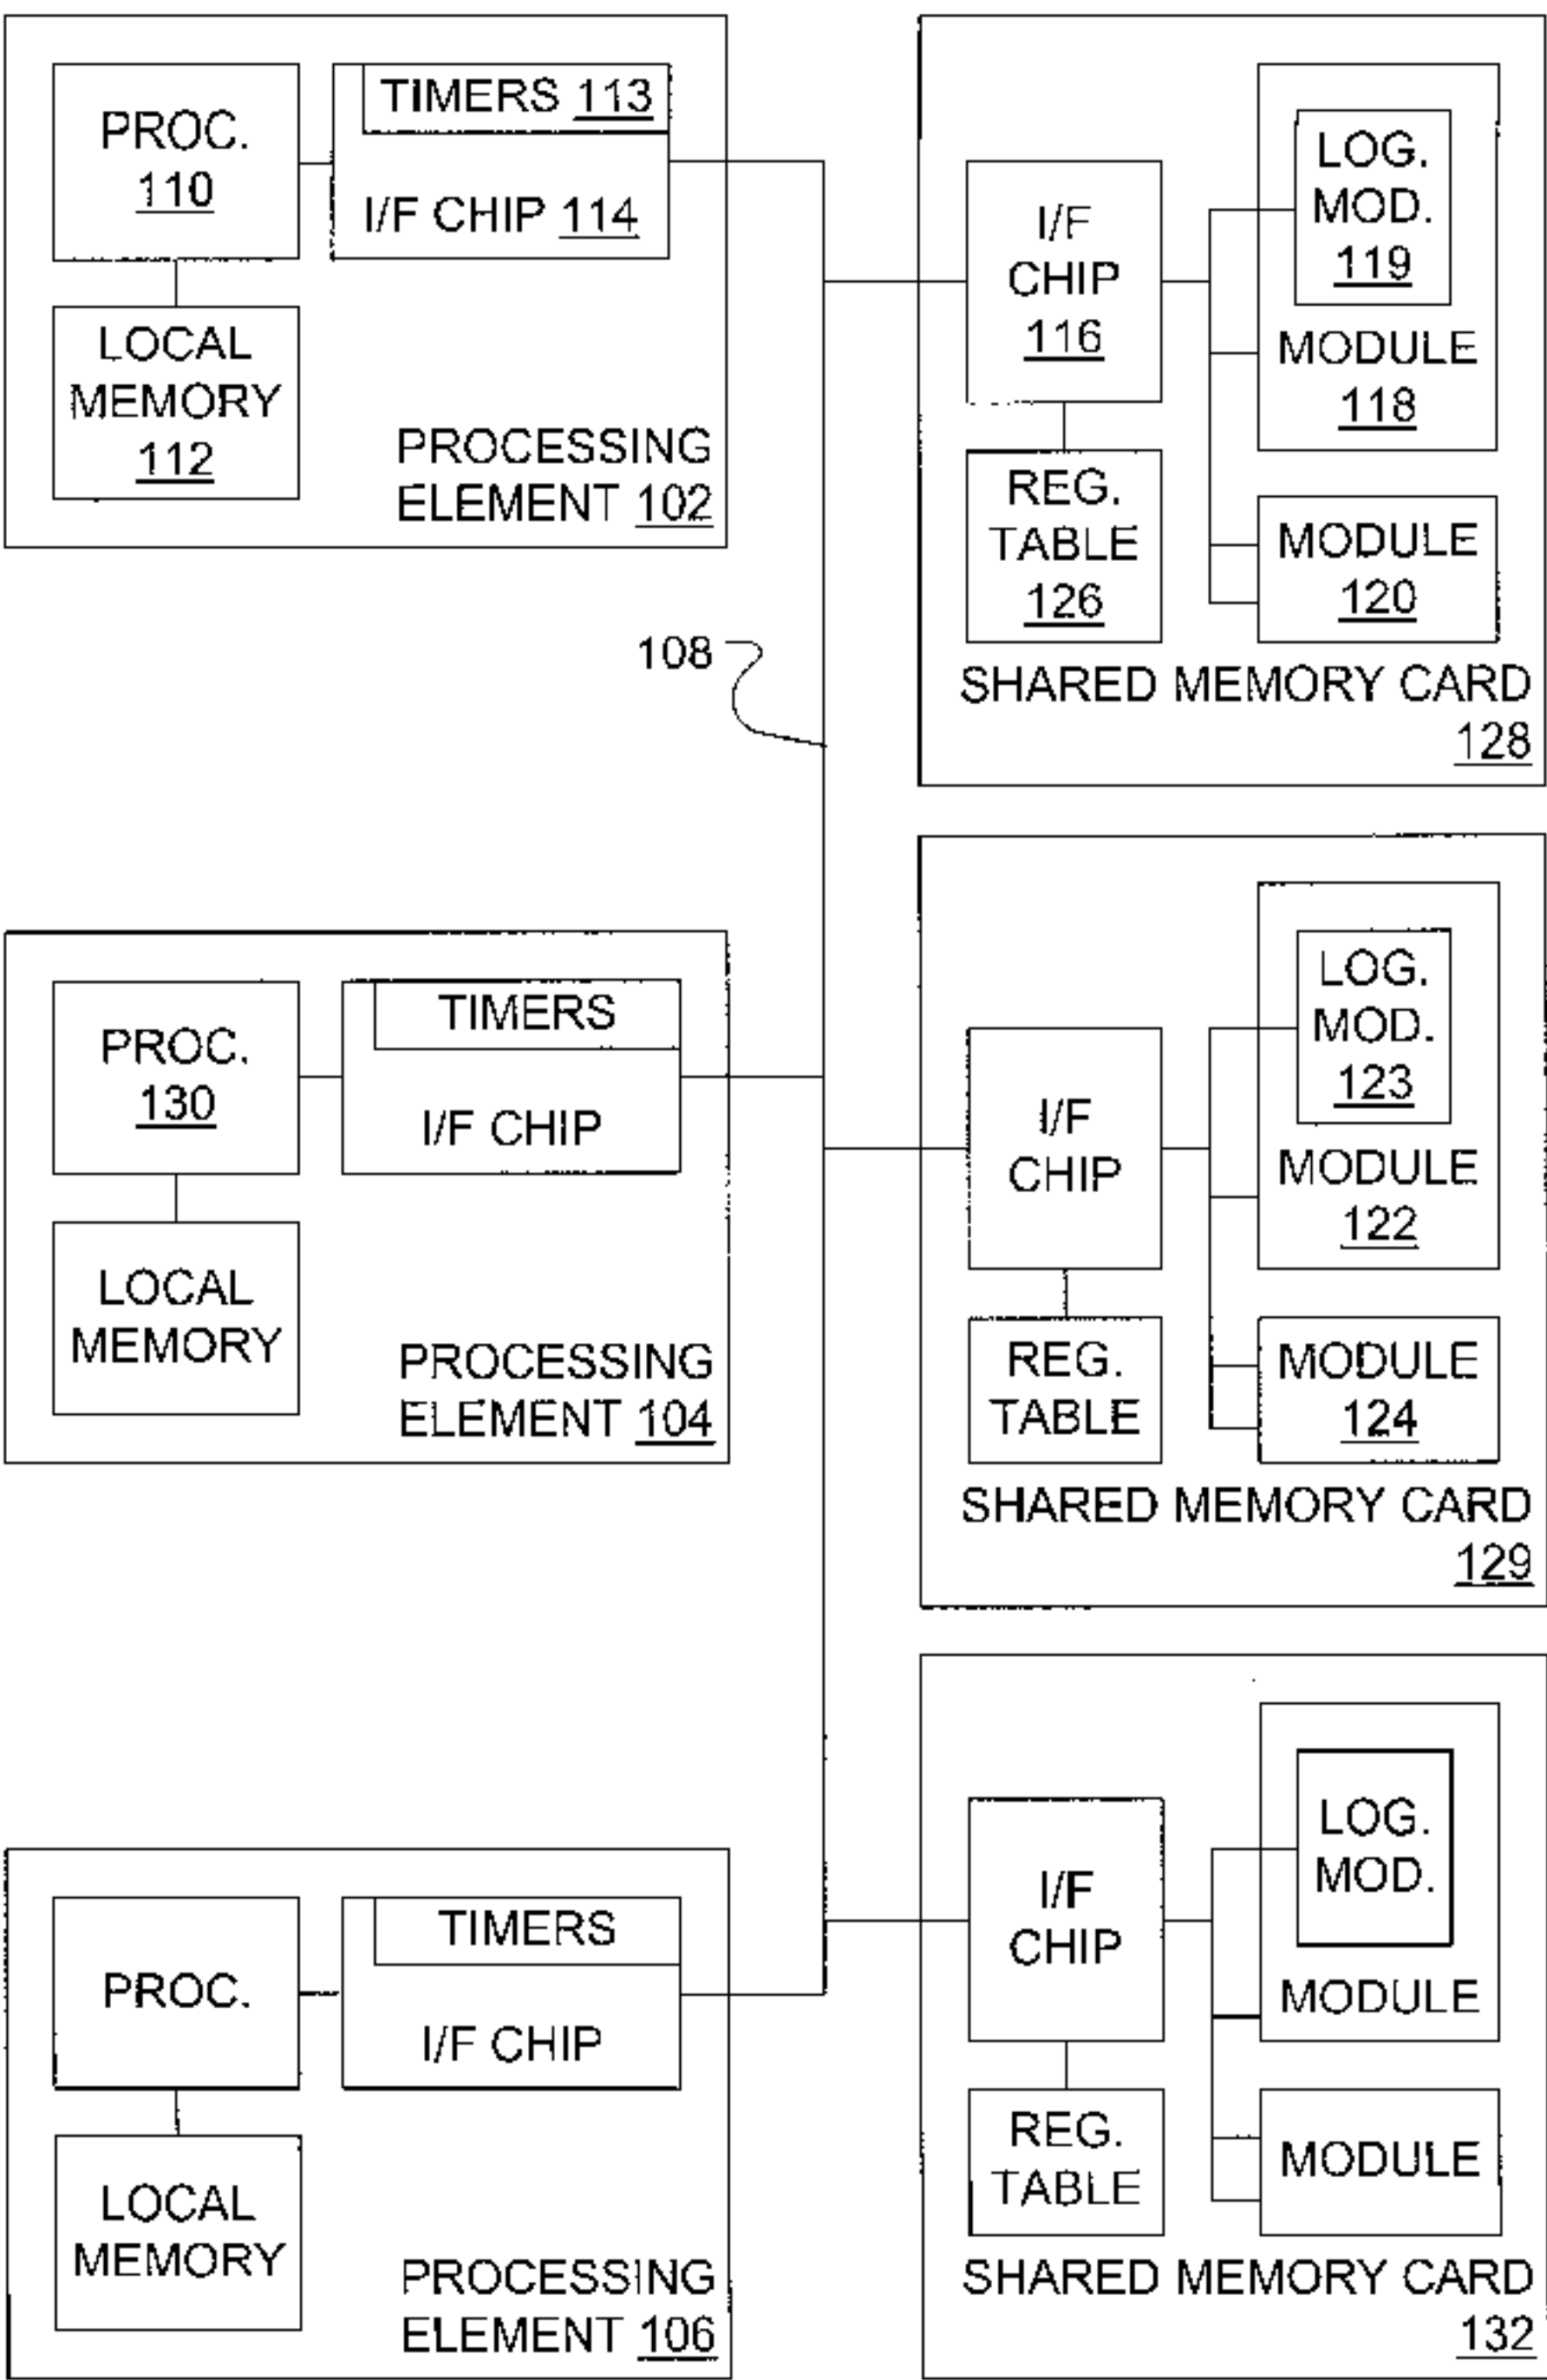 PROC.
110
TIMERS 113
I/F CHIP 114
LOCAL
MEMORY
112
PROCESSING
ELEMENT 102
I/F
CHIP
116
LOG.
MOD.
119
MODULE
118
REG.
TABLE
126
MODULE
120
SHARED MEMORY CARD
128
108
PROC.
130
TIMERS
I/F CHIP
LOCAL
MEMORY
PROCESSING
ELEMENT 104
I/F
CHIP
LOG.
MOD.
123
MODULE
122
REG.
TABLE
MODULE
124
SHARED MEMORY CARD
129
PROC.
TIMERS
I/F CHIP
LOCAL
MEMORY
PROCESSING
ELEMENT 106
I/F
CHIP
LOG.
MOD.
MODULE
REG.
TABLE
MODULE
SHARED MEMORY CARD
132